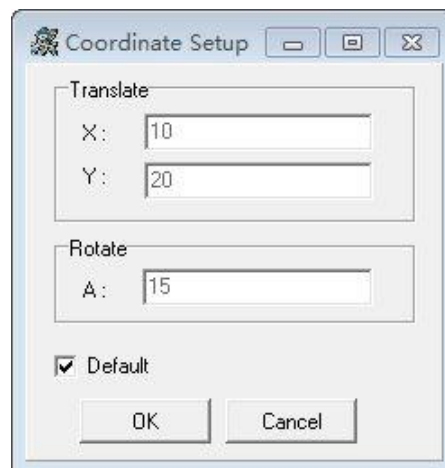 Coordinate Setup
Translate
X: 10
Y: 20
Rotate
A: 15
Default
OK Cancel